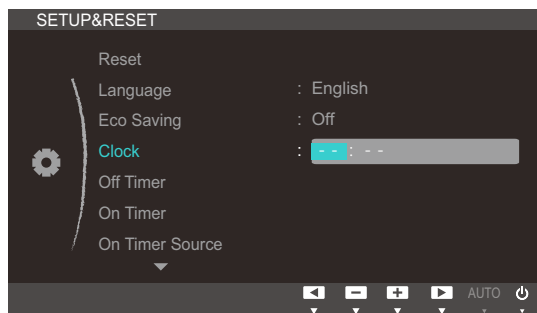 SETUP&RESET
Reset
Language : English
Eco Saving : Off
Clock : - - : - -
Off Timer
On Timer
On Timer Source
AUTO